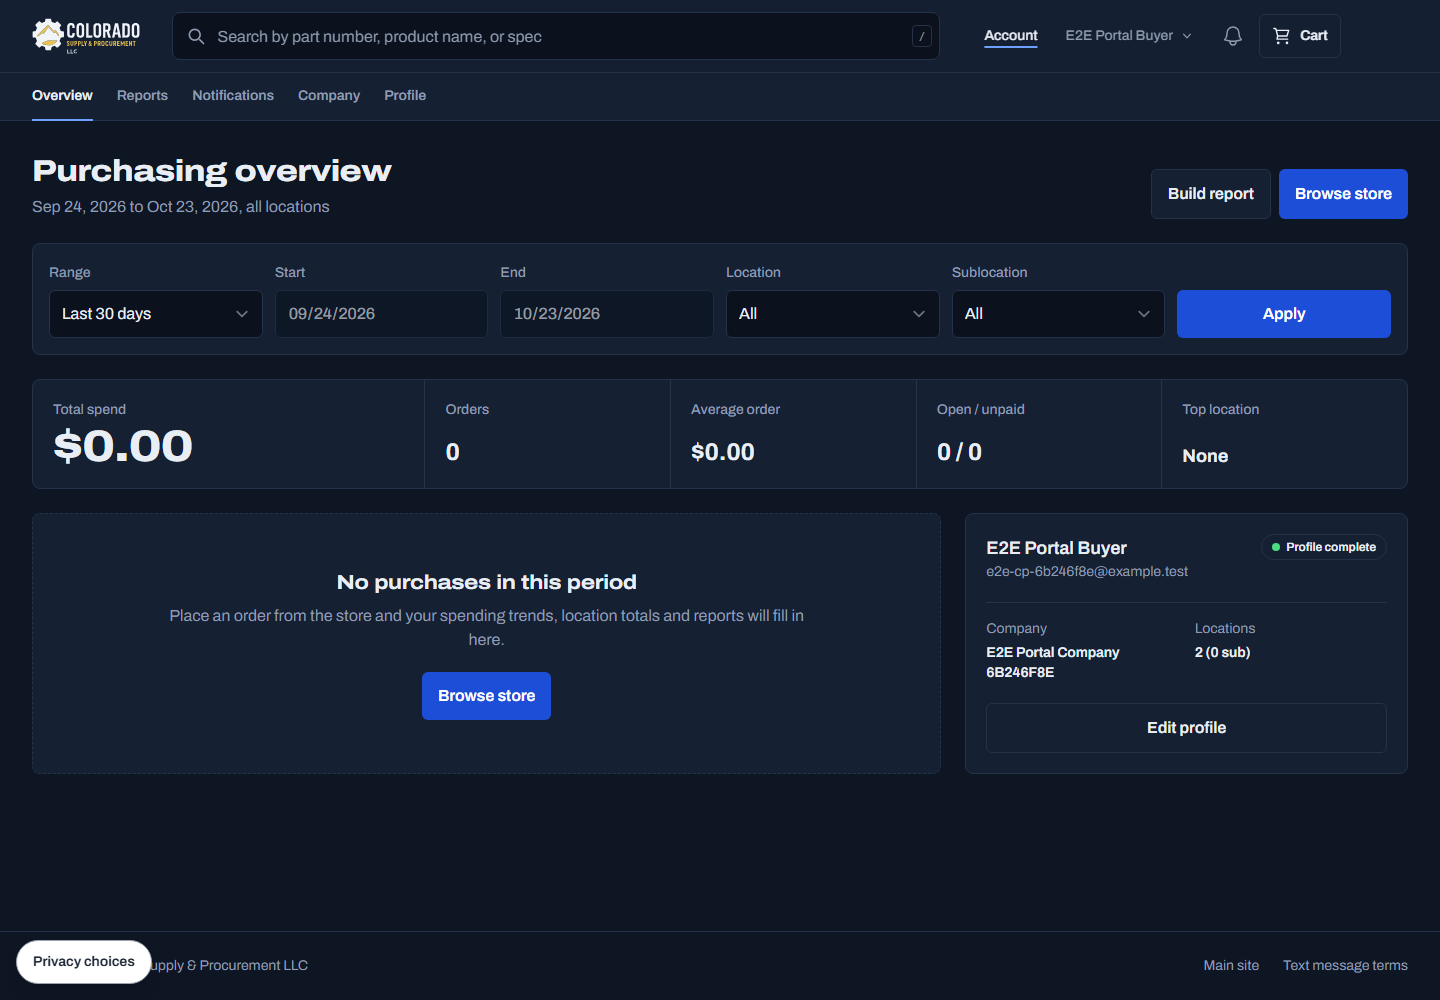 COLORADO
SUPPLY & PROCUREMENT
LLC
Search by part number, product name, or spec
/
Account
E2E Portal Buyer
Cart
Overview
Reports
Notifications
Company
Profile
Purchasing overview
Sep 24, 2026 to Oct 23, 2026, all locations
Build report
Browse store
Range
Start
End
Location
Sublocation
Last 30 days
09/24/2026
10/23/2026
All
All
Apply
Total spend
$0.00
Orders
0
Average order
$0.00
Open / unpaid
0 / 0
Top location
None
No purchases in this period
Place an order from the store and your spending trends, location totals and reports will fill in
here.
Browse store
E2E Portal Buyer
Profile complete
e2e-cp-6b246f8e@example.test
Company
E2E Portal Company
6B246F8E
Locations
2 (0 sub)
Edit profile
Privacy choices
upply & Procurement LLC
Main site
Text message terms